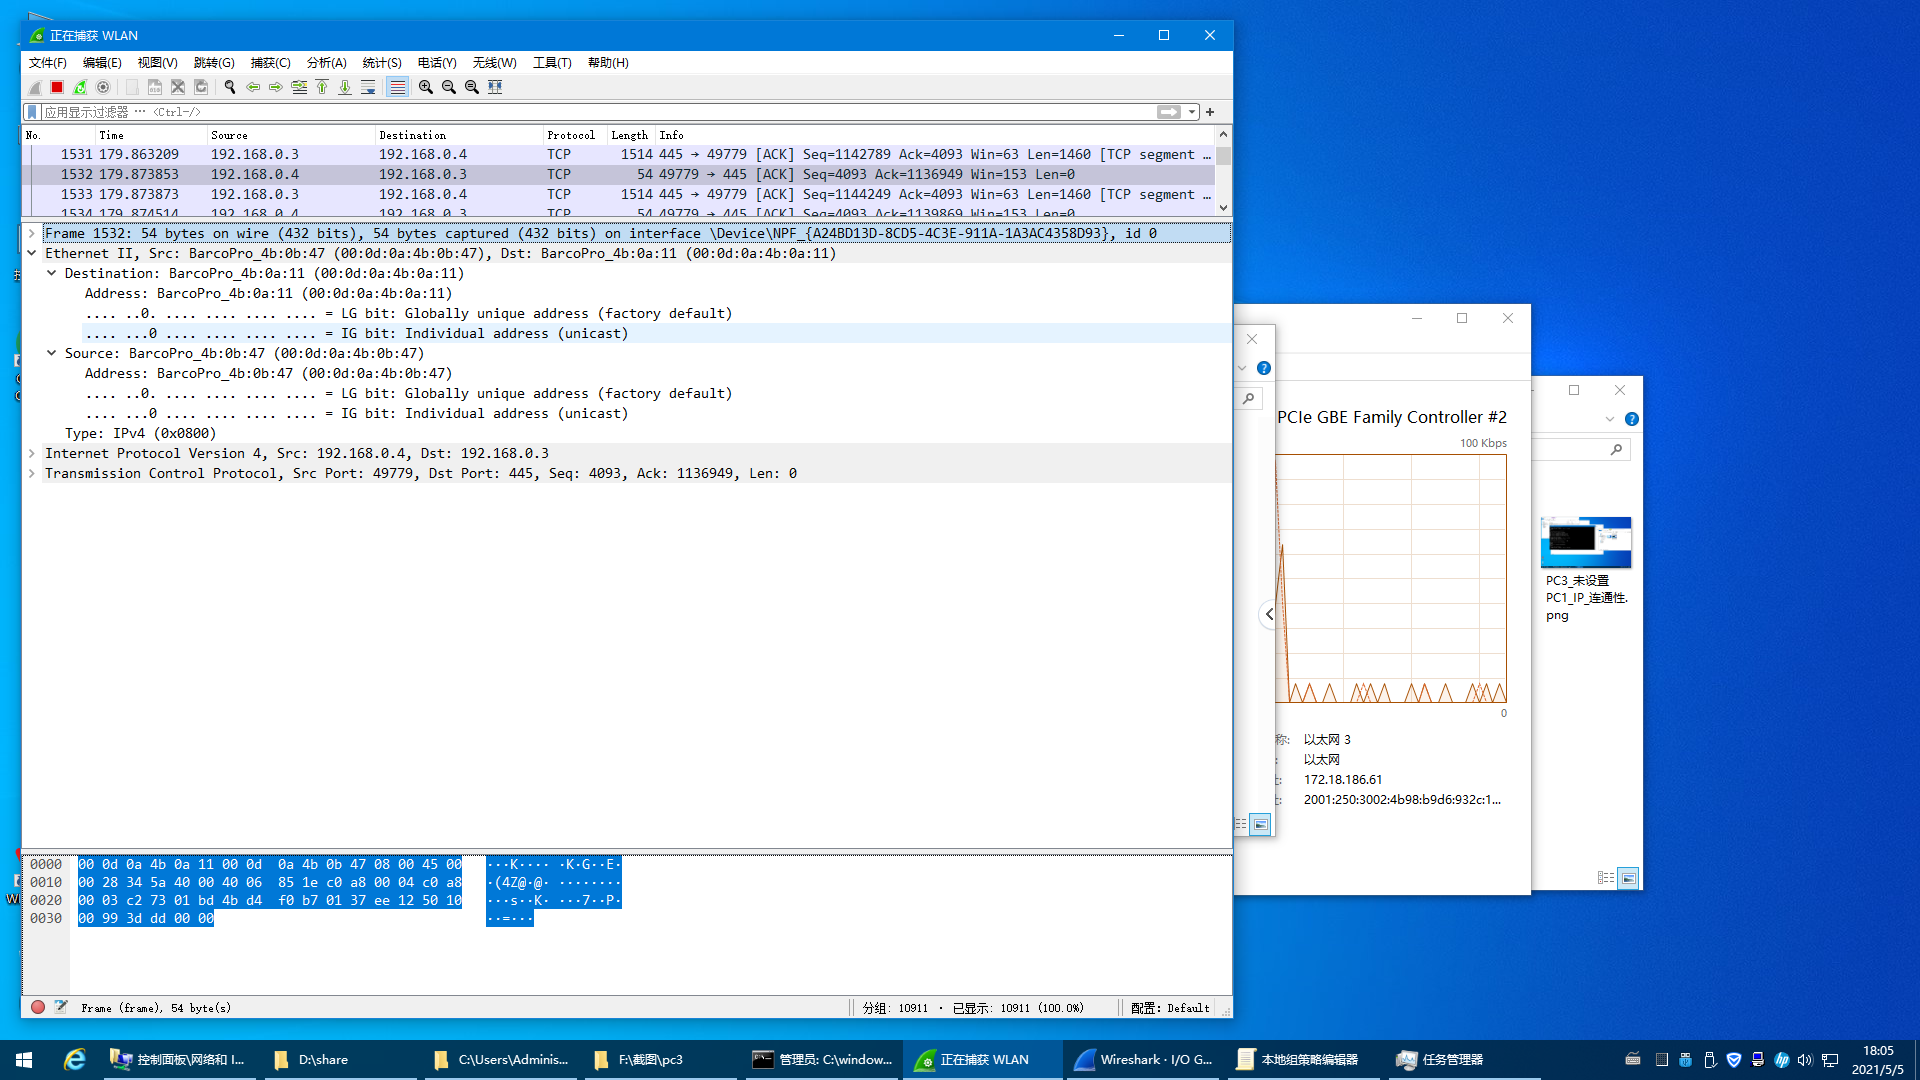 正在捕获 WLAN
文件(F) 编辑(E) 视图(V) 跳转(G) 捕获(C) 分析(A) 统计(S) 电话(Y) 无线(W) 工具(T) 帮助(H)
应用显示过滤器 … <Ctrl-/>
No. Time Source Destination Protocol Length Info
1531 179.863209 192.168.0.3 192.168.0.4 TCP 1514 445 → 49779 [ACK] Seq=1142789 Ack=4093 Win=63 Len=1460 [TCP segment …
1532 179.873853 192.168.0.4 192.168.0.3 TCP 54 49779 → 445 [ACK] Seq=4093 Ack=1136949 Win=153 Len=0
1533 179.873873 192.168.0.3 192.168.0.4 TCP 1514 445 → 49779 [ACK] Seq=1144249 Ack=4093 Win=63 Len=1460 [TCP segment …
1534 179.874514 192.168.0.4 192.168.0.3 TCP 54 49779 → 445 [ACK] Seq=4093 Ack=1139869 Win=153 Len=0
Frame 1532: 54 bytes on wire (432 bits), 54 bytes captured (432 bits) on interface \Device\NPF_{A24BD13D-8CD5-4C3E-911A-1A3AC4358D93}, id 0
Ethernet II, Src: BarcoPro_4b:0b:47 (00:0d:0a:4b:0b:47), Dst: BarcoPro_4b:0a:11 (00:0d:0a:4b:0a:11)
Destination: BarcoPro_4b:0a:11 (00:0d:0a:4b:0a:11)
Address: BarcoPro_4b:0a:11 (00:0d:0a:4b:0a:11)
.... ..0. .... .... .... .... = LG bit: Globally unique address (factory default)
.... ...0 .... .... .... .... = IG bit: Individual address (unicast)
Source: BarcoPro_4b:0b:47 (00:0d:0a:4b:0b:47)
Address: BarcoPro_4b:0b:47 (00:0d:0a:4b:0b:47)
.... ..0. .... .... .... .... = LG bit: Globally unique address (factory default)
.... ...0 .... .... .... .... = IG bit: Individual address (unicast)
Type: IPv4 (0x0800)
Internet Protocol Version 4, Src: 192.168.0.4, Dst: 192.168.0.3
Transmission Control Protocol, Src Port: 49779, Dst Port: 445, Seq: 4093, Ack: 1136949, Len: 0
0000 00 0d 0a 4b 0a 11 00 0d 0a 4b 0b 47 08 00 45 00 ···K···· ·K·G··E·
0010 00 28 34 5a 40 00 40 06 85 1e c0 a8 00 04 c0 a8 ·(4Z@·@· ········
0020 00 03 c2 73 01 bd 4b d4 f0 b7 01 37 ee 12 50 10 ···s··K· ···7··P·
0030 00 99 3d dd 00 00 ··=···
Frame (frame), 54 byte(s)
分组: 10911 · 已显示: 10911 (100.0%)
配置: Default
PCIe GBE Family Controller #2
100 Kbps
0
称: 以太网 3
以太网
172.18.186.61
2001:250:3002:4b98:b9d6:932c:1...
PC3_未设置
PC1_IP_连通性.
png
控制面板\网络和 I...
D:\share
C:\Users\Adminis...
F:\截图\pc3
管理员: C:\window...
正在捕获 WLAN
Wireshark · I/O G...
本地组策略编辑器
任务管理器
18:05
2021/5/5